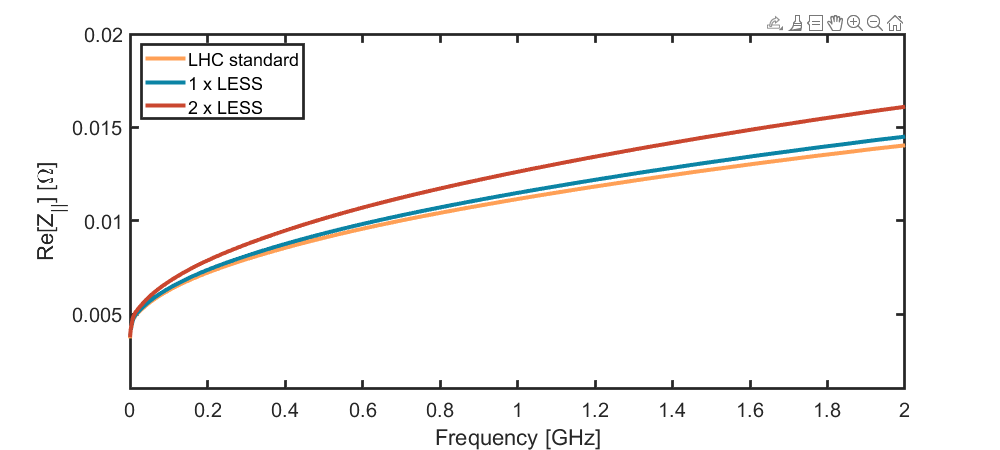 0.02
LHC standard
1 x LESS
2 x LESS
0.015
0.01
0.005
Re[Z||] [Ω]
0 0.2 0.4 0.6 0.8 1 1.2 1.4 1.6 1.8 2
Frequency [GHz]